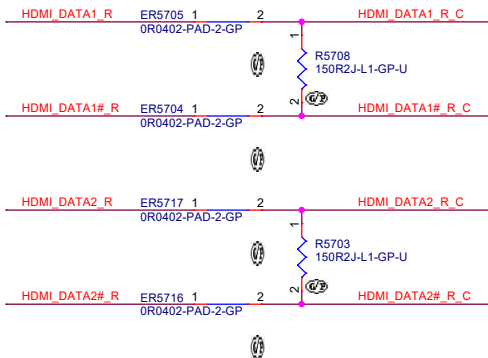 HDMI_DATA1_R ER5705 1 2 HDMI_DATA1_R_C
0R0402-PAD-2-GP
1
R5708
150R2J-L1-GP-U
2
HDMI_DATA1#_R ER5704 1 2 HDMI_DATA1#_R_C
0R0402-PAD-2-GP
HDMI_DATA2_R ER5717 1 2 HDMI_DATA2_R_C
0R0402-PAD-2-GP
1
R5703
150R2J-L1-GP-U
2
HDMI_DATA2#_R ER5716 1 2 HDMI_DATA2#_R_C
0R0402-PAD-2-GP